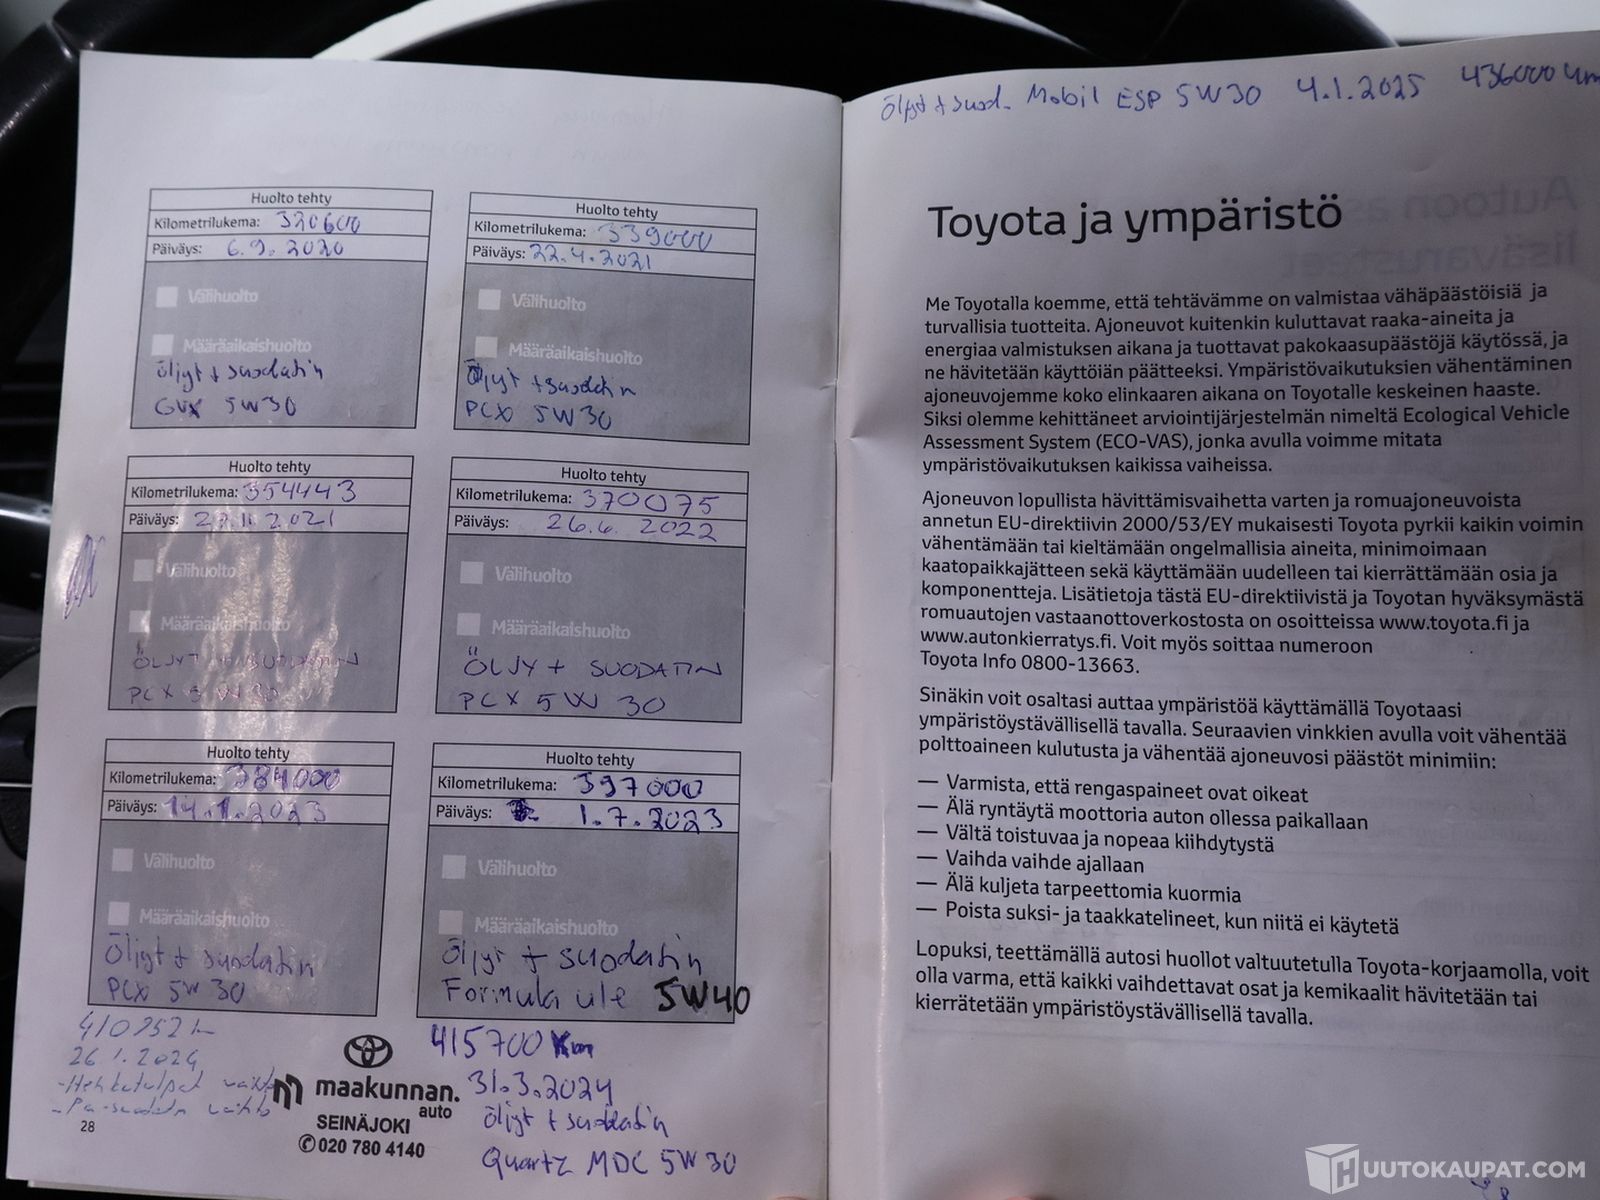 Huolto tehty
Kilometrilukema: 320600
Päiväys: 6.9.2020
Välihuolto
Määräaikaishuolto
Öljyt + suodatin
5W30
Huolto tehty
Kilometrilukema: 339000
Päiväys: 22.4.2021
Välihuolto
Määräaikaishuolto
Öljyt + suodatin
PCX 5W30
Huolto tehty
Kilometrilukema: 354443
Päiväys: 27.11.2021
Välihuolto
Määräaikaishuolto
ÖLJYT + SUODATIN
PCX 5W30
Huolto tehty
Kilometrilukema: 370075
Päiväys: 26.6.2022
Välihuolto
Määräaikaishuolto
ÖLJY + SUODATIN
PCX 5W 30
Huolto tehty
Kilometrilukema: 384000
Päiväys: 14.1.2023
Välihuolto
Määräaikaishuolto
Öljyt + suodatin
PCX 5W 30
Huolto tehty
Kilometrilukema: 397000
Päiväys: 1.7.2023
Välihuolto
Määräaikaishuolto
Öljyt + suodatin
Formula 5W40
26.1.2024
- Hehkutulpat vaihto
vaihto
28
maakunnan.
auto
SEINÄJOKI
020 780 4140
415700 Km
31.3.2024
Öljyt + suodatin
Quartz MDC 5W30
Öljyt + suod. Mobil ESP 5W30 4.1.2025 436000 km
Toyota ja ympäristö
Me Toyotalla koemme, että tehtävämme on valmistaa vähäpäästöisiä ja
turvallisia tuotteita. Ajoneuvot kuitenkin kuluttavat raaka-aineita ja
energiaa valmistuksen aikana ja tuottavat pakokaasupäästöjä käytössä, ja
ne hävitetään käyttöiän päätteeksi. Ympäristövaikutuksien vähentäminen
ajoneuvojemme koko elinkaaren aikana on Toyotalle keskeinen haaste.
Siksi olemme kehittäneet arviointijärjestelmän nimeltä Ecological Vehicle
Assessment System (ECO-VAS), jonka avulla voimme mitata
ympäristövaikutuksen kaikissa vaiheissa.
Ajoneuvon lopullista hävittämisvaihetta varten ja romuajoneuvoista
annetun EU-direktiivin 2000/53/EY mukaisesti Toyota pyrkii kaikin voimin
vähentämään tai kieltämään ongelmallisia aineita, minimoimaan
kaatopaikkajätteen sekä käyttämään uudelleen tai kierrättämään osia ja
komponentteja. Lisätietoja tästä EU-direktiivistä ja Toyotan hyväksymästä
romuautojen vastaanottoverkostosta on osoitteissa www.toyota.fi ja
www.autonkierratys.fi. Voit myös soittaa numeroon
Toyota Info 0800-13663.
Sinäkin voit osaltasi auttaa ympäristöä käyttämällä Toyotaasi
ympäristöystävällisellä tavalla. Seuraavien vinkkien avulla voit vähentää
polttoaineen kulutusta ja vähentää ajoneuvosi päästöt minimiin:
— Varmista, että rengaspaineet ovat oikeat
— Älä ryntäytä moottoria auton ollessa paikallaan
— Vältä toistuvaa ja nopeaa kiihdytystä
— Vaihda vaihde ajallaan
— Älä kuljeta tarpeettomia kuormia
— Poista suksi- ja taakkatelineet, kun niitä ei käytetä
Lopuksi, teettämällä autosi huollot valtuutetulla Toyota-korjaamolla, voit
olla varma, että kaikki vaihdettavat osat ja kemikaalit hävitetään tai
kierrätetään ympäristöystävällisellä tavalla.
HUUTOKAUPAT.COM